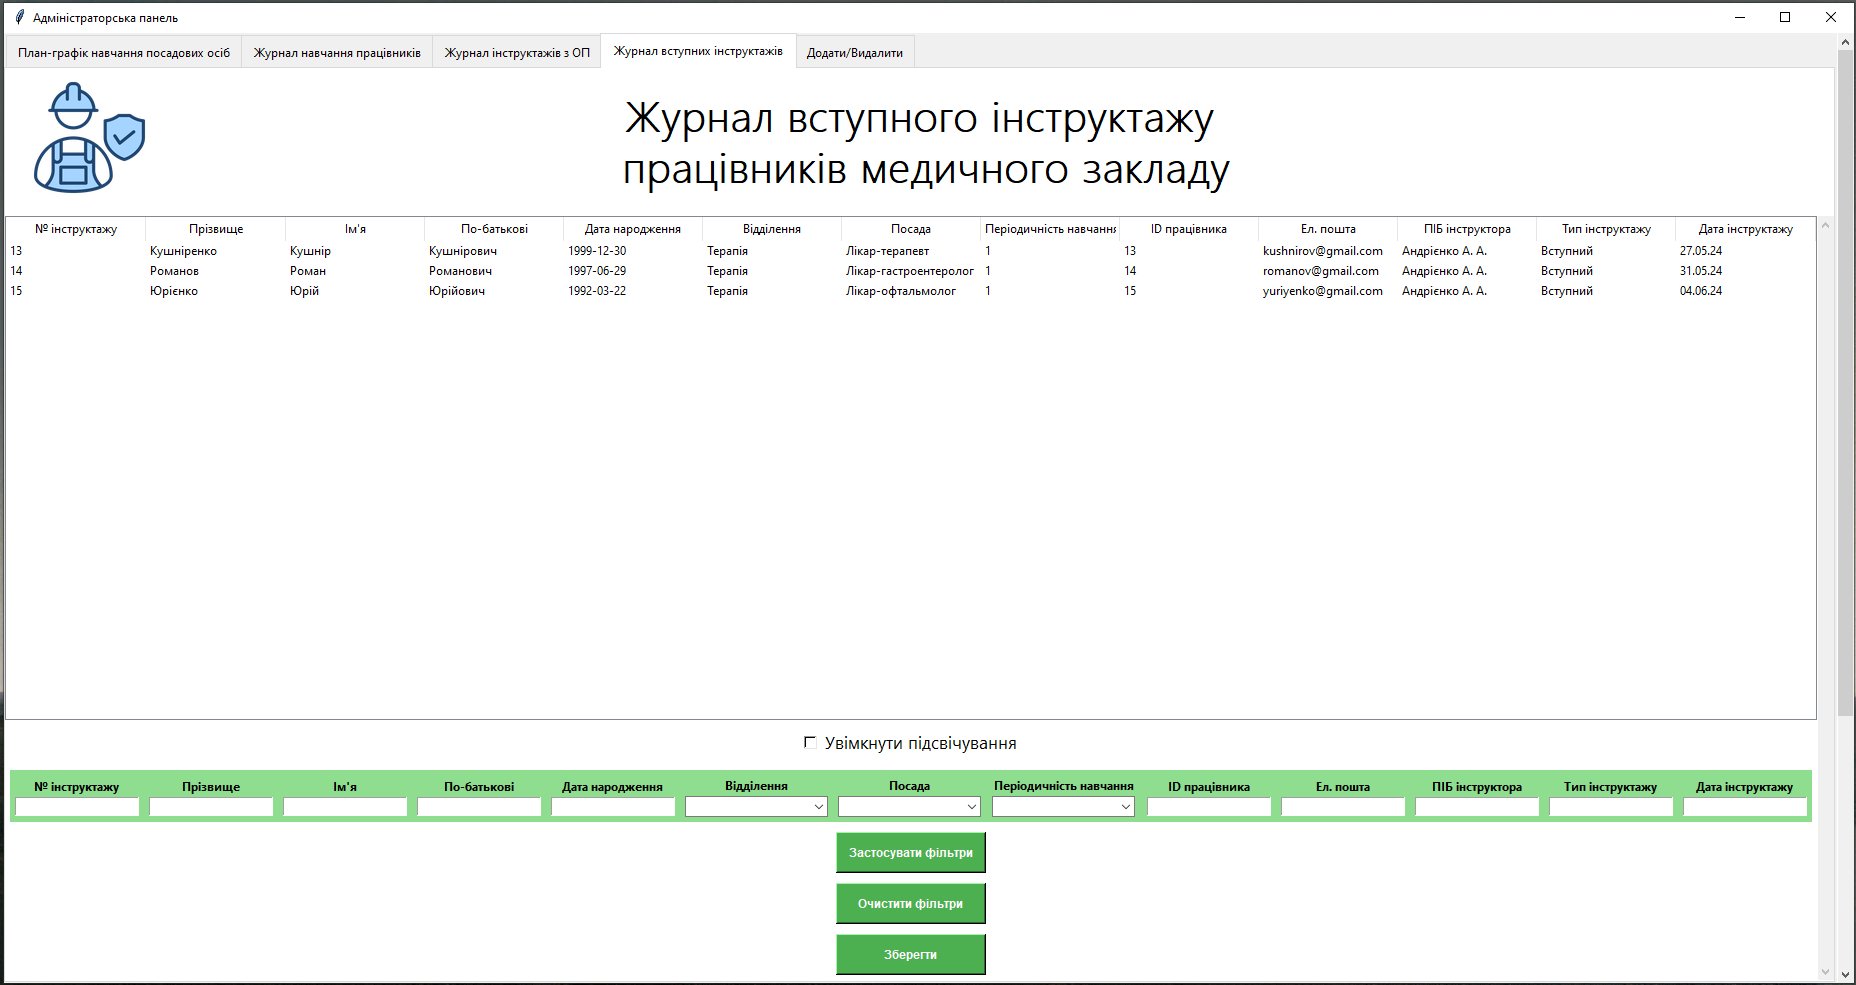 Адміністраторська панель
План-графік навчання посадових осіб Журнал навчання працівників Журнал інструктажів з ОП Журнал вступних інструктажів Додати/Видалити
Журнал вступного інструктажу
працівників медичного закладу
№ інструктажу Прізвище Ім'я По-батькові Дата народження Відділення Посада Періодичність навчання ID працівника Ел. пошта ПІБ інструктора Тип інструктажу Дата інструктажу
13 Кушніренко Кушнір Кушнірович 1999-12-30 Терапія Лікар-терапевт 1 13 kushnirov@gmail.com Андрієнко А. А. Вступний 27.05.24
14 Романов Роман Романович 1997-06-29 Терапія Лікар-гастроентеролог 1 14 romanov@gmail.com Андрієнко А. А. Вступний 31.05.24
15 Юрієнко Юрій Юрійович 1992-03-22 Терапія Лікар-офтальмолог 1 15 yuriyenko@gmail.com Андрієнко А. А. Вступний 04.06.24
Увімкнути підсвічування
№ інструктажу Прізвище Ім'я По-батькові Дата народження Відділення Посада Періодичність навчання ID працівника Ел. пошта ПІБ інструктора Тип інструктажу Дата інструктажу
Застосувати фільтри
Очистити фільтри
Зберегти